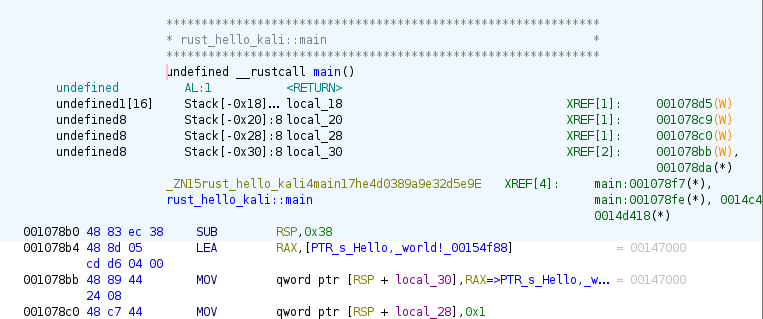 ************************************************************
* rust_hello_kali::main *
************************************************************
undefined __rustcall main()
undefined AL:1 <RETURN>
undefined1[16] Stack[-0x18]... local_18 XREF[1]: 001078d5(W)
undefined8 Stack[-0x20]:8 local_20 XREF[1]: 001078c9(W)
undefined8 Stack[-0x28]:8 local_28 XREF[1]: 001078c0(W)
undefined8 Stack[-0x30]:8 local_30 XREF[2]: 001078bb(W),
001078da(*)
_ZN15rust_hello_kali4main17he4d0389a9e32d5e9E XREF[4]: main:001078f7(*),
rust_hello_kali::main main:001078fe(*), 0014c4
0014d418(*)
001078b0 48 83 ec 38 SUB RSP,0x38
001078b4 48 8d 05 LEA RAX,[PTR_s_Hello,_world!_00154f88] = 00147000
cd d6 04 00
001078bb 48 89 44 MOV qword ptr [RSP + local_30],RAX=>PTR_s_Hello,_w... = 00147000
24 08
001078c0 48 c7 44 MOV qword ptr [RSP + local_28],0x1